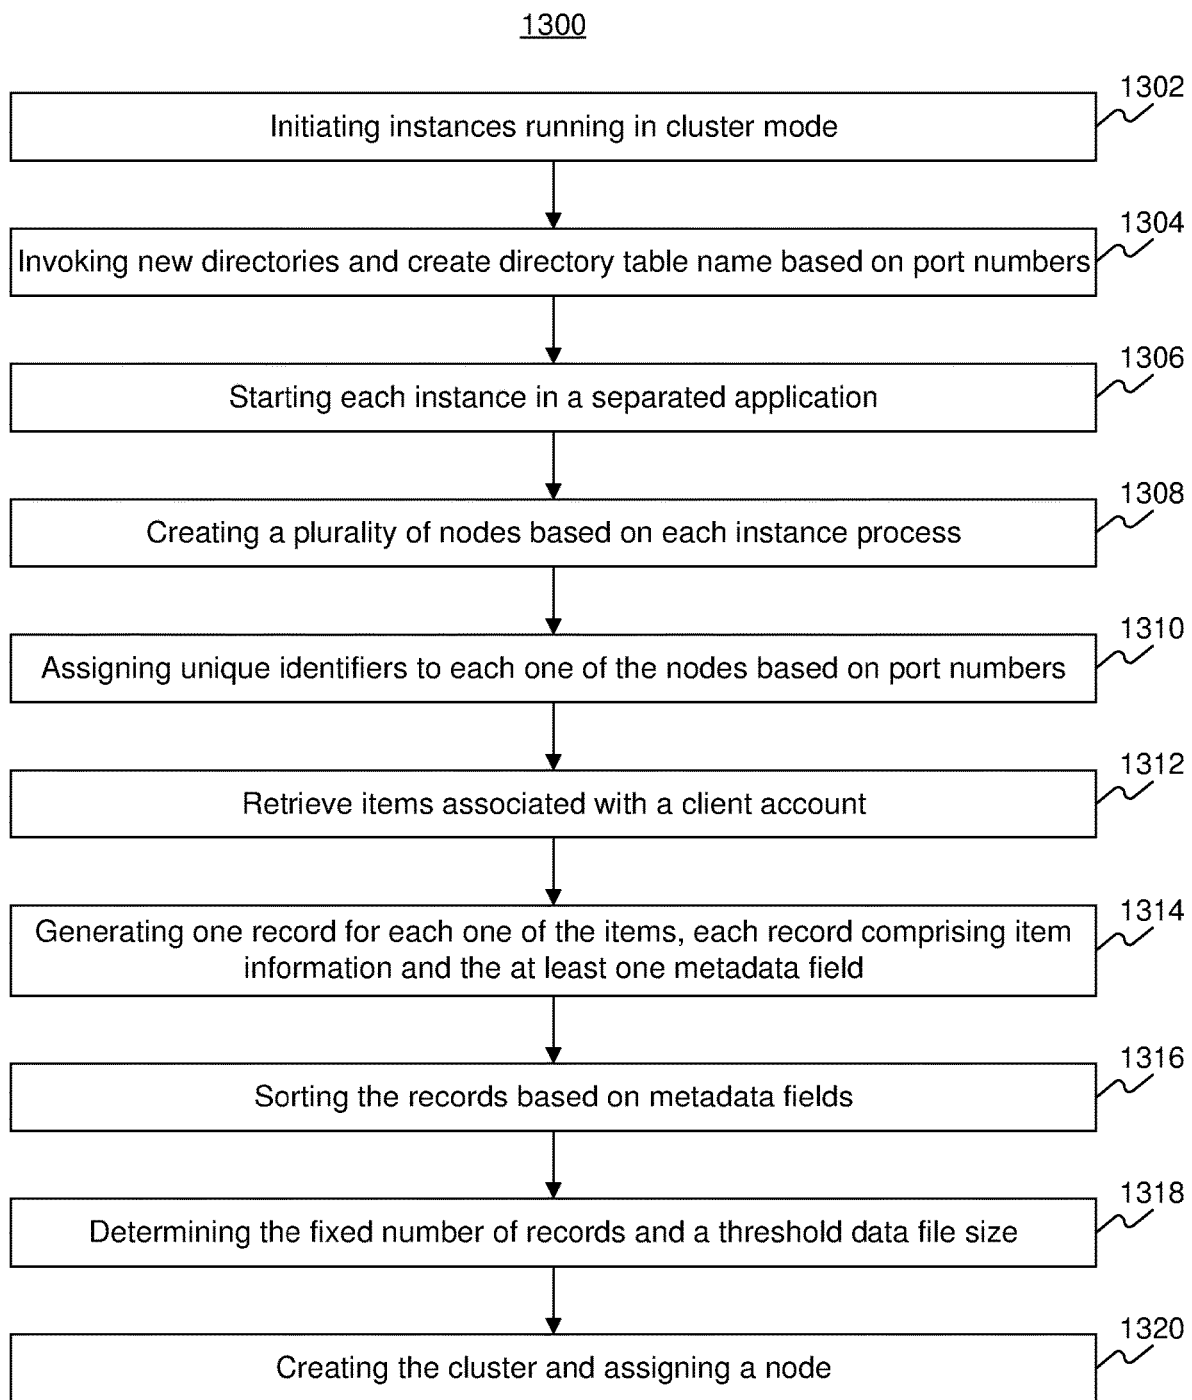 1300
1302
Initiating instances running in cluster mode
1304
Invoking new directories and create directory table name based on port numbers
1306
Starting each instance in a separated application
1308
Creating a plurality of nodes based on each instance process
1310
Assigning unique identifiers to each one of the nodes based on port numbers
1312
Retrieve items associated with a client account
1314
Generating one record for each one of the items, each record comprising item
information and the at least one metadata field
1316
Sorting the records based on metadata fields
1318
Determining the fixed number of records and a threshold data file size
1320
Creating the cluster and assigning a node